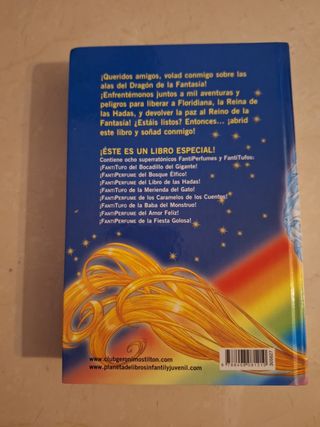 ¡Queridos amigos, volad conmigo sobre las
alas del Dragón de la Fantasía!
¡Enfrentémonos juntos a mil aventuras y
peligros para liberar a Floridiana, la Reina de
las Hadas, y devolver la paz al Reino de la
Fantasía! ¿Estáis listos? Entonces... ¡abrid
este libro y soñad conmigo!
¡ÉSTE ES UN LIBRO ESPECIAL!
Contiene ocho superratónicos FantiPerfumes y FantiTufos:
¡FANTITUFO del Bocadillo del Gigante!
¡FANTIPERFUME del Bosque Élfico!
¡FANTIPERFUME del Libro de las Hadas!
¡FANTITUFO de la Merienda del Gato!
¡FANTIPERFUME de los Caramelos de los Cuentos!
¡FANTITUFO de la Baba del Monstruo!
¡FANTIPERFUME del Amor Feliz!
¡FANTIPERFUME de la Fiesta Golosa!
www.clubgeronimostilton.com
www.planetadelibrosinfantilyjuvenil.com